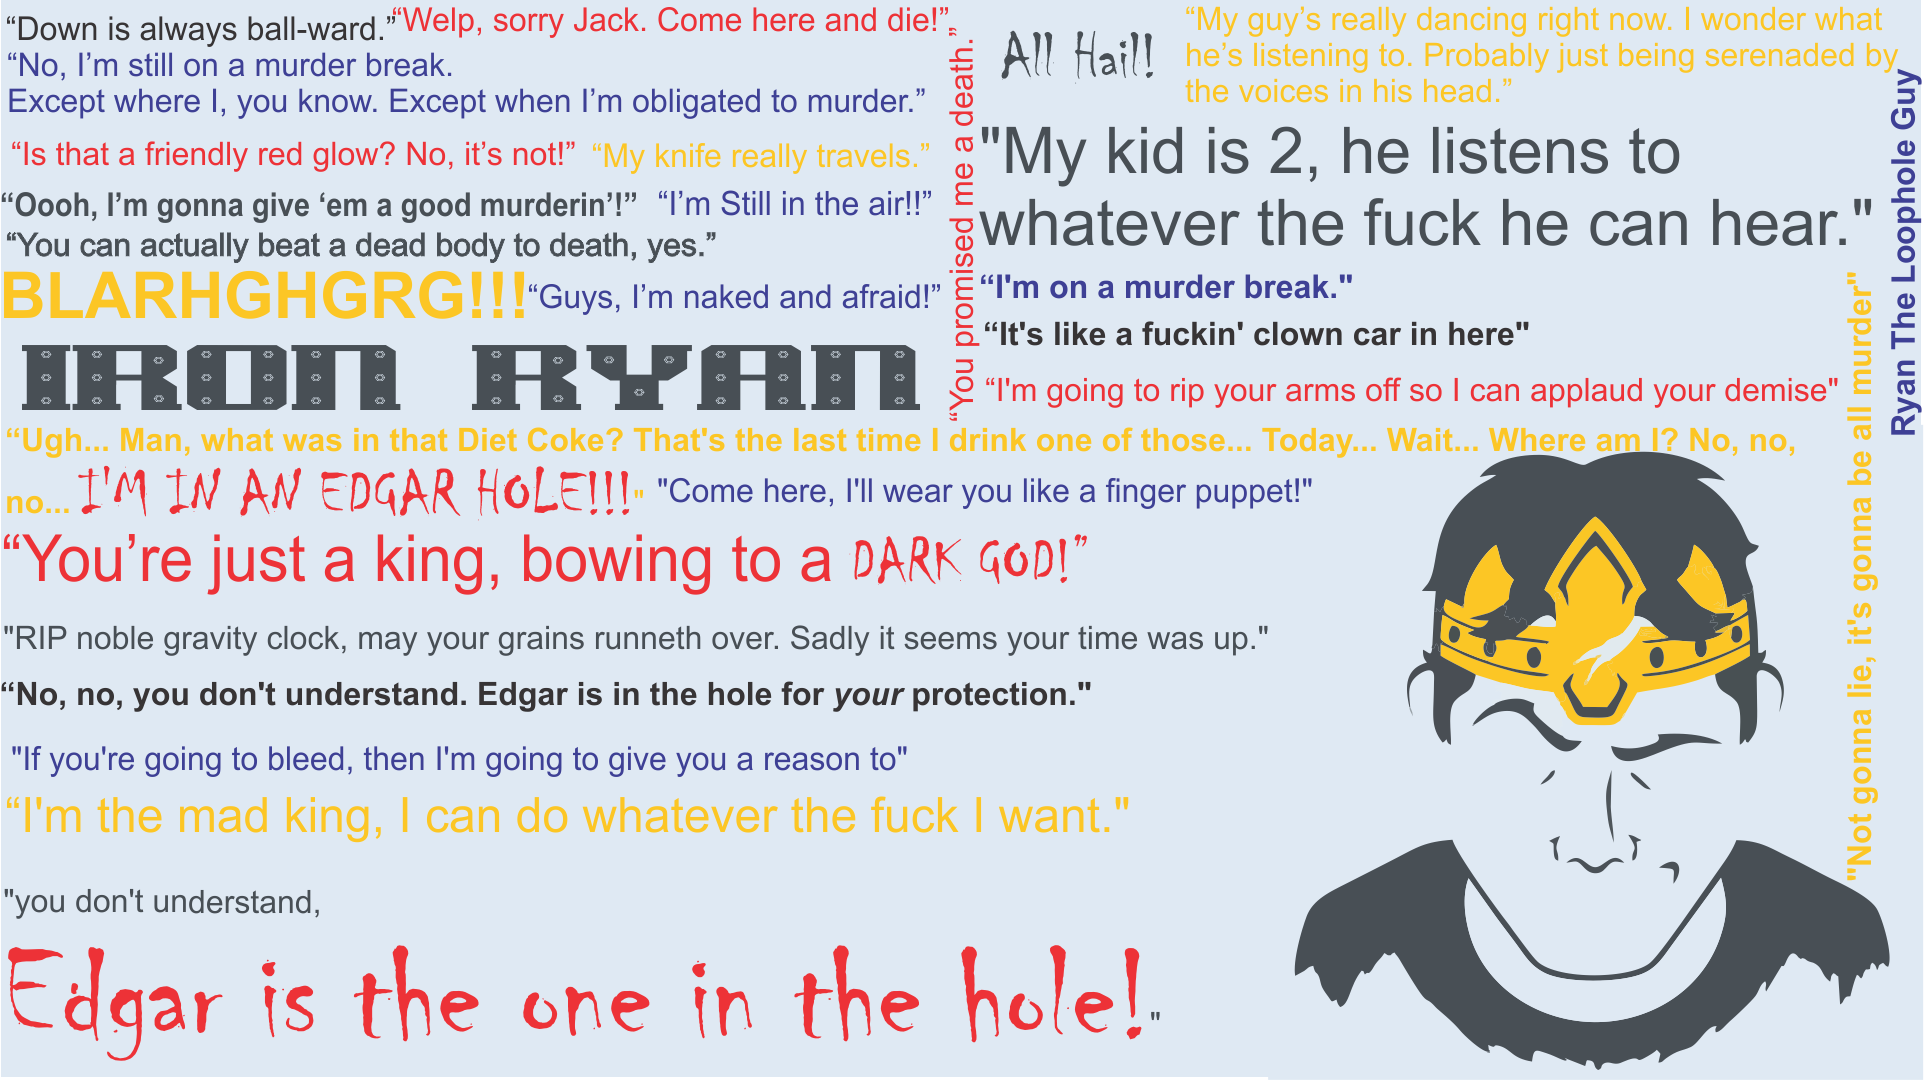 “Down is always ball-ward.”
“Welp, sorry Jack. Come here and die!”
“No, I’m still on a murder break.
Except where I, you know. Except when I’m obligated to murder.”
“Is that a friendly red glow? No, it’s not!”
“My knife really travels.”
“Oooh, I’m gonna give ‘em a good murderin’!”
“I’m Still in the air!!”
“You can actually beat a dead body to death, yes.”
BLARHGHGRG!!!
“Guys, I’m naked and afraid!”
IRON RYAN
“You promised me a death.”
All Hail!
“My guy’s really dancing right now. I wonder what
he’s listening to. Probably just being serenaded by
the voices in his head.”
"My kid is 2, he listens to
whatever the fuck he can hear."
“I'm on a murder break."
“It's like a fuckin' clown car in here"
“I'm going to rip your arms off so I can applaud your demise"
Ryan The Loophole Guy
"Not gonna lie, it's gonna be all murder"
“Ugh... Man, what was in that Diet Coke? That's the last time I drink one of those... Today... Wait... Where am I? No, no,
no... I'M IN AN EDGAR HOLE!!!"
"Come here, I'll wear you like a finger puppet!"
“You’re just a king, bowing to a DARK GOD!”
"RIP noble gravity clock, may your grains runneth over. Sadly it seems your time was up."
“No, no, you don't understand. Edgar is in the hole for your protection."
"If you're going to bleed, then I'm going to give you a reason to"
“I'm the mad king, I can do whatever the fuck I want."
"you don't understand,
Edgar is the one in the hole!"